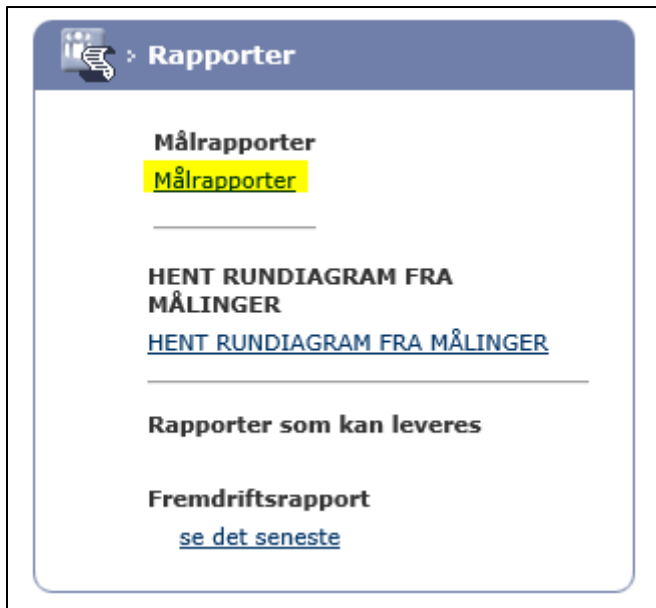 Rapporter
Målrapporter
Målrapporter
HENT RUNDIAGRAM FRA
MÅLINGER
HENT RUNDIAGRAM FRA MÅLINGER
Rapporter som kan leveres
Fremdriftsrapport
se det seneste